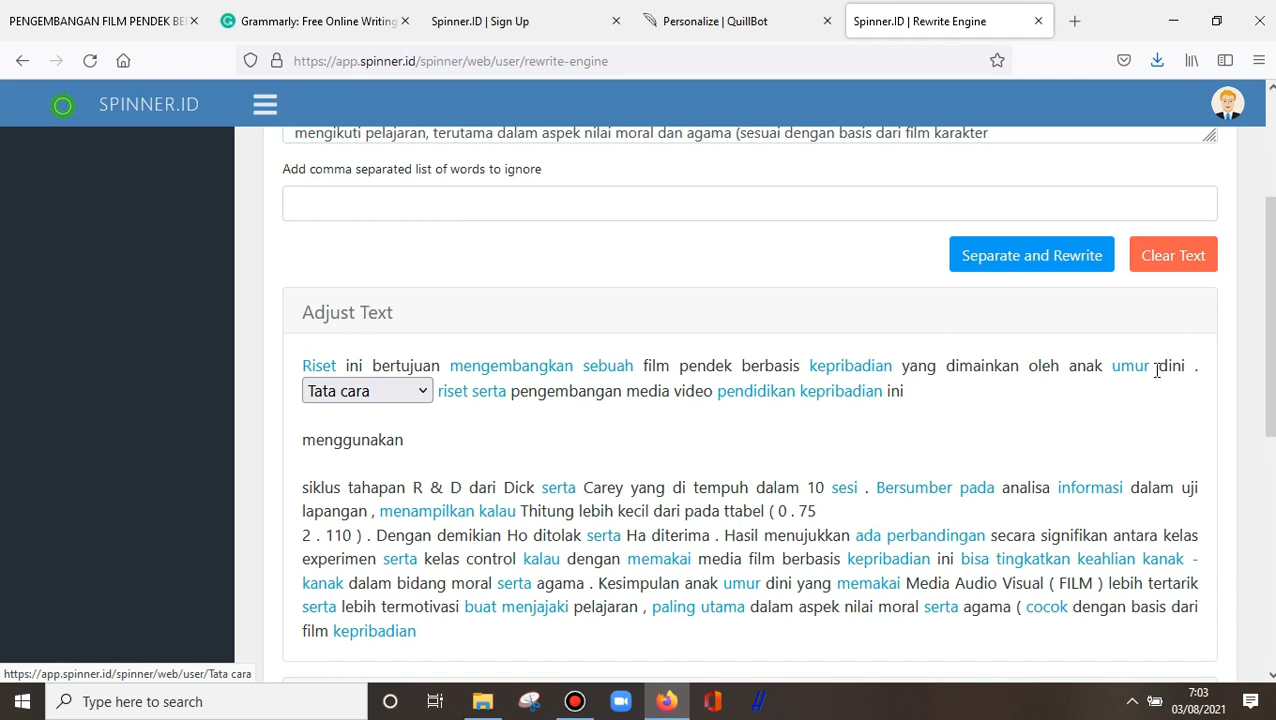 PENGEMBANGAN FILM PENDEK BE
Grammarly: Free Online Writing
Spinner.ID | Sign Up
Personalize | QuillBot
Spinner.ID | Rewrite Engine
https://app.spinner.id/spinner/web/user/rewrite-engine
SPINNER.ID
mengikuti pelajaran, terutama dalam aspek nilai moral dan agama (sesuai dengan basis dari film karakter
Add comma separated list of words to ignore
Separate and Rewrite
Clear Text
Adjust Text
Riset ini bertujuan mengembangkan sebuah film pendek berbasis kepribadian yang dimainkan oleh anak umur dini .
Tata cara riset serta pengembangan media video pendidikan kepribadian ini
menggunakan
siklus tahapan R & D dari Dick serta Carey yang di tempuh dalam 10 sesi . Bersumber pada analisa informasi dalam uji
lapangan , menampilkan kalau Thitung lebih kecil dari pada ttabel ( 0 . 75
2 . 110 ) . Dengan demikian Ho ditolak serta Ha diterima . Hasil menujukkan ada perbandingan secara signifikan antara kelas
experimen serta kelas control kalau dengan memakai media film berbasis kepribadian ini bisa tingkatkan keahlian kanak -
kanak dalam bidang moral serta agama . Kesimpulan anak umur dini yang memakai Media Audio Visual ( FILM ) lebih tertarik
serta lebih termotivasi buat menjajaki pelajaran , paling utama dalam aspek nilai moral serta agama ( cocok dengan basis dari
film kepribadian
https://app.spinner.id/spinner/web/user/Tata cara
Type here to search
7:03
03/08/2021